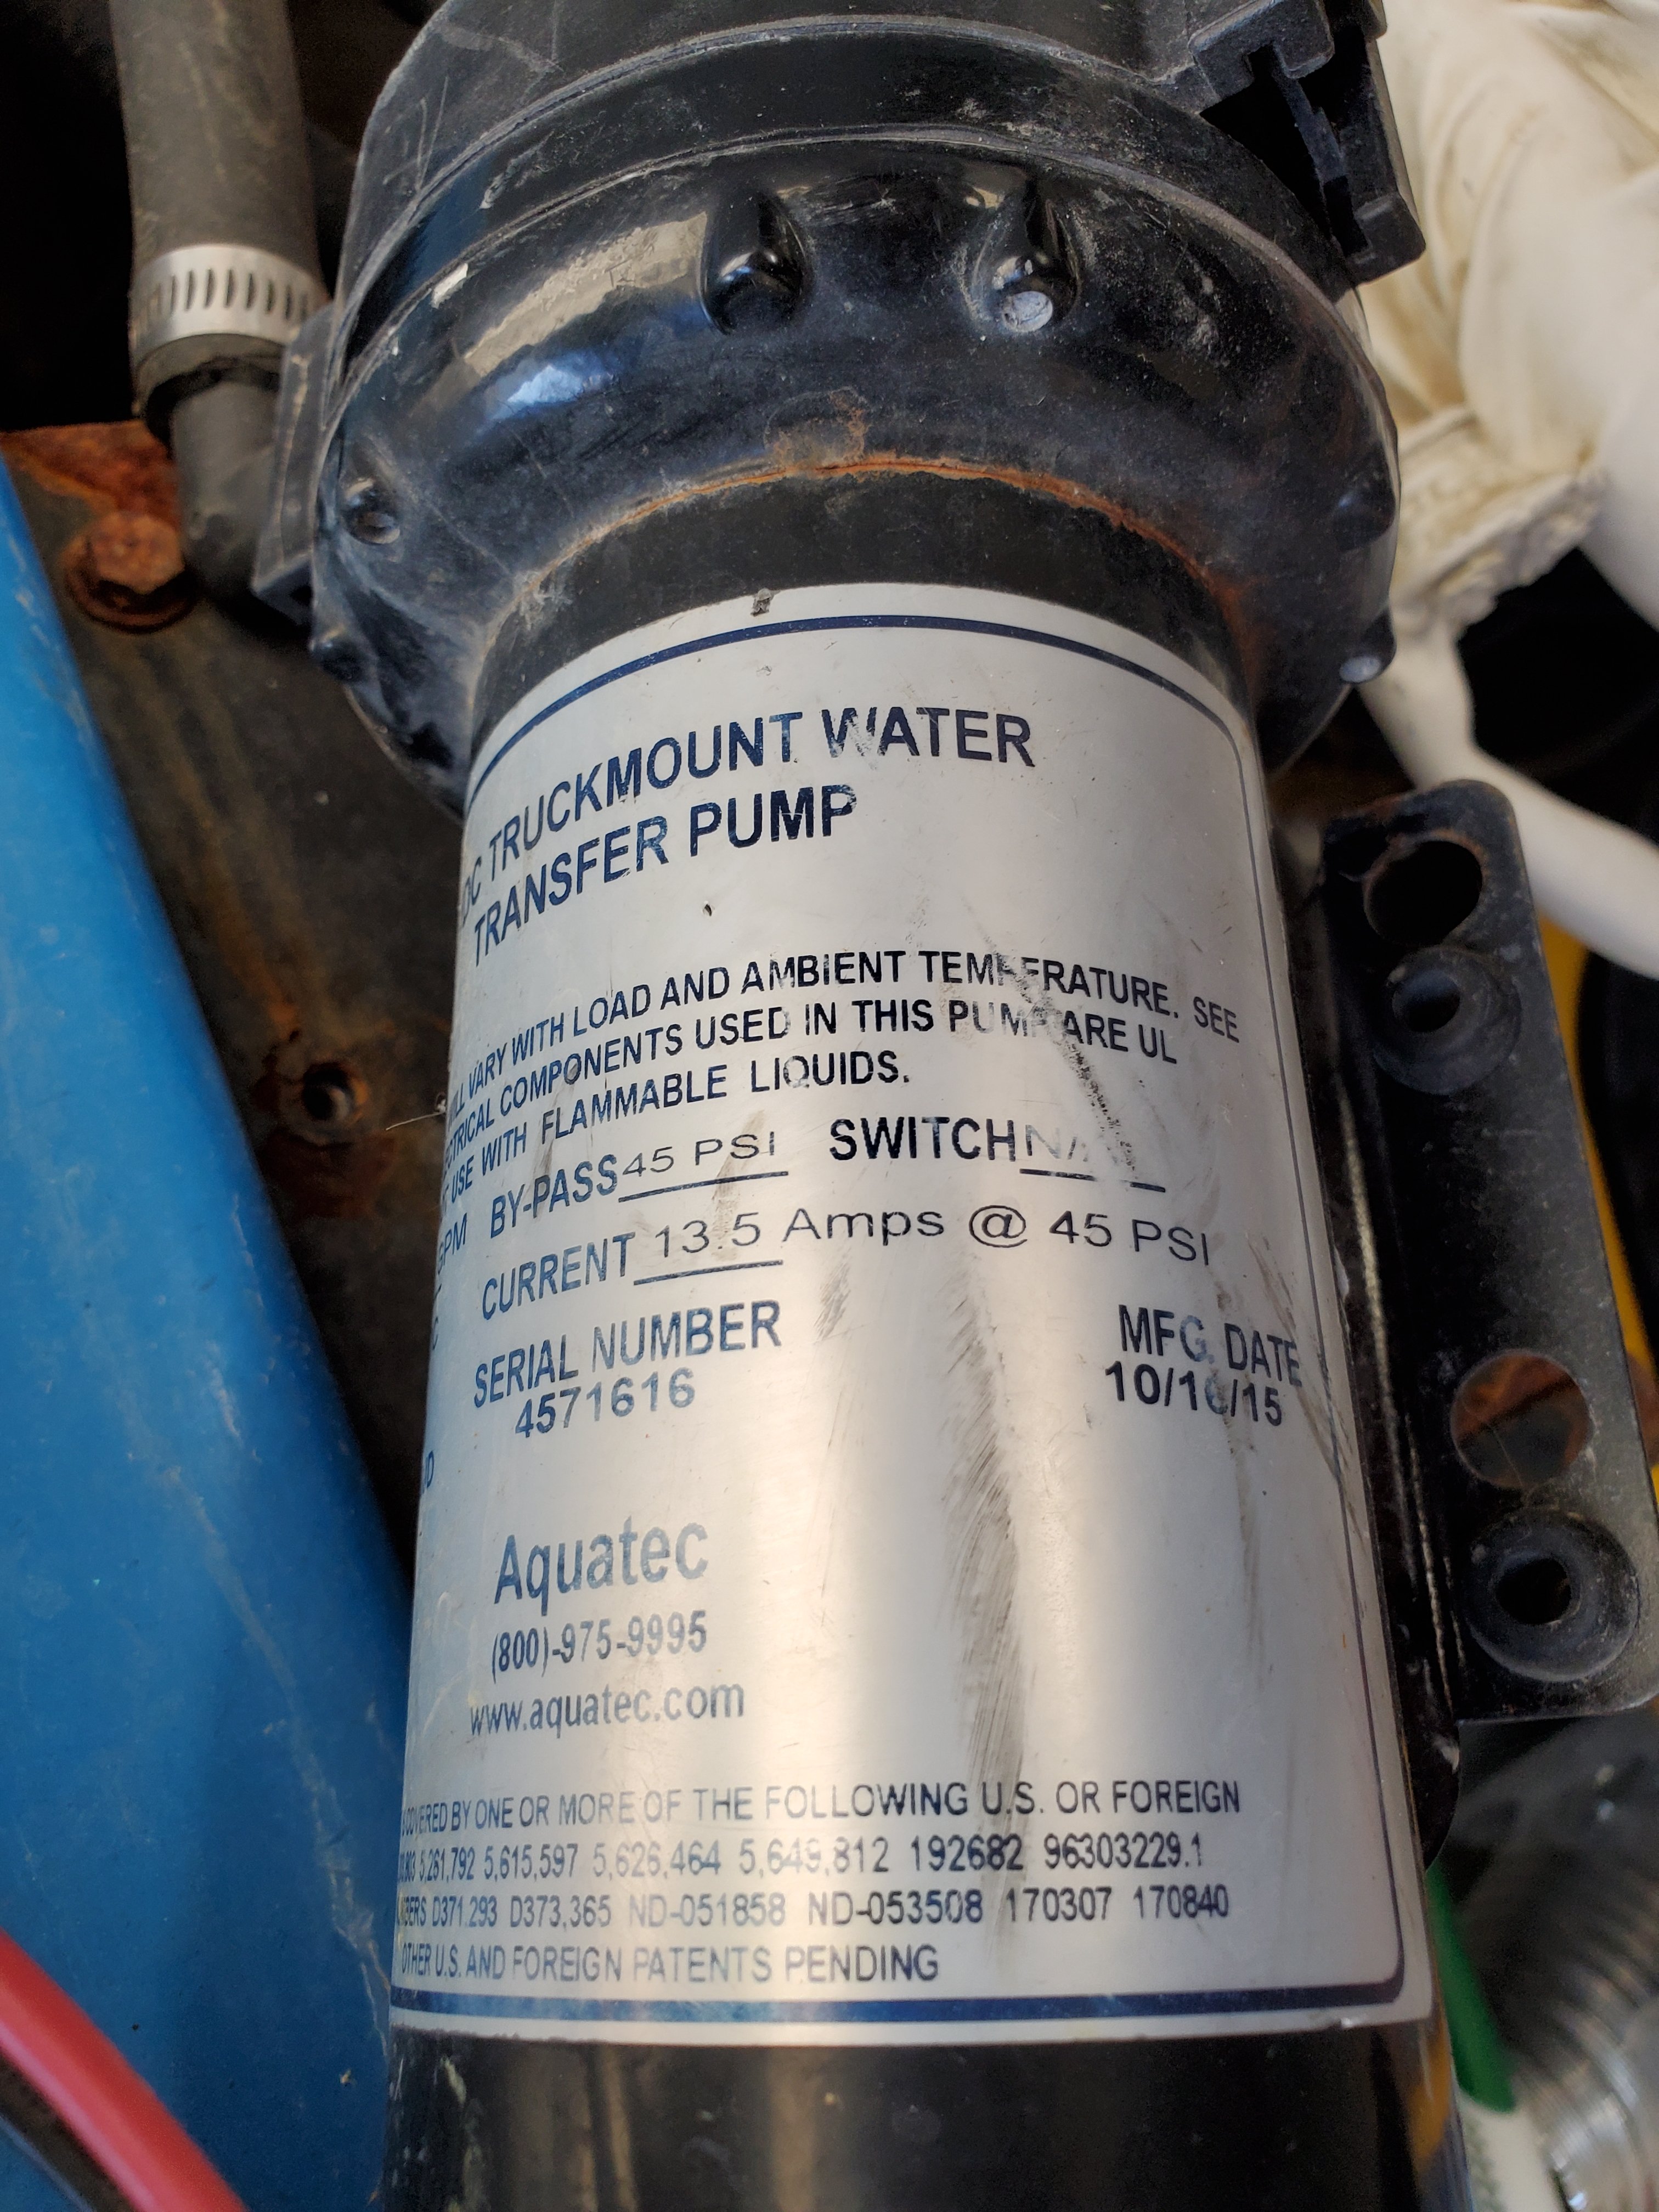 DC TRUCKMOUNT WATER
TRANSFER PUMP
VARY WITH LOAD AND AMBIENT TEMPERATURE. SEE
COMPONENTS USED IN THIS PUMP ARE UL
USE WITH FLAMMABLE LIQUIDS.
GPM BY-PASS 45 PSI SWITCH
CURRENT 13.5 Amps @ 45 PSI
SERIAL NUMBER MFG. DATE
4571616
Aquatec
(800)-975-9995
www.aquatec.com
COVERED BY ONE OR MORE OF THE FOLLOWING U.S. OR FOREIGN
5,261,792 5,615,597 5,626,464 5,649,812 192682 96303229.1
D371.293 D373,365 ND-051858 ND-053508 170307 170840
OTHER U.S. AND FOREIGN PATENTS PENDING